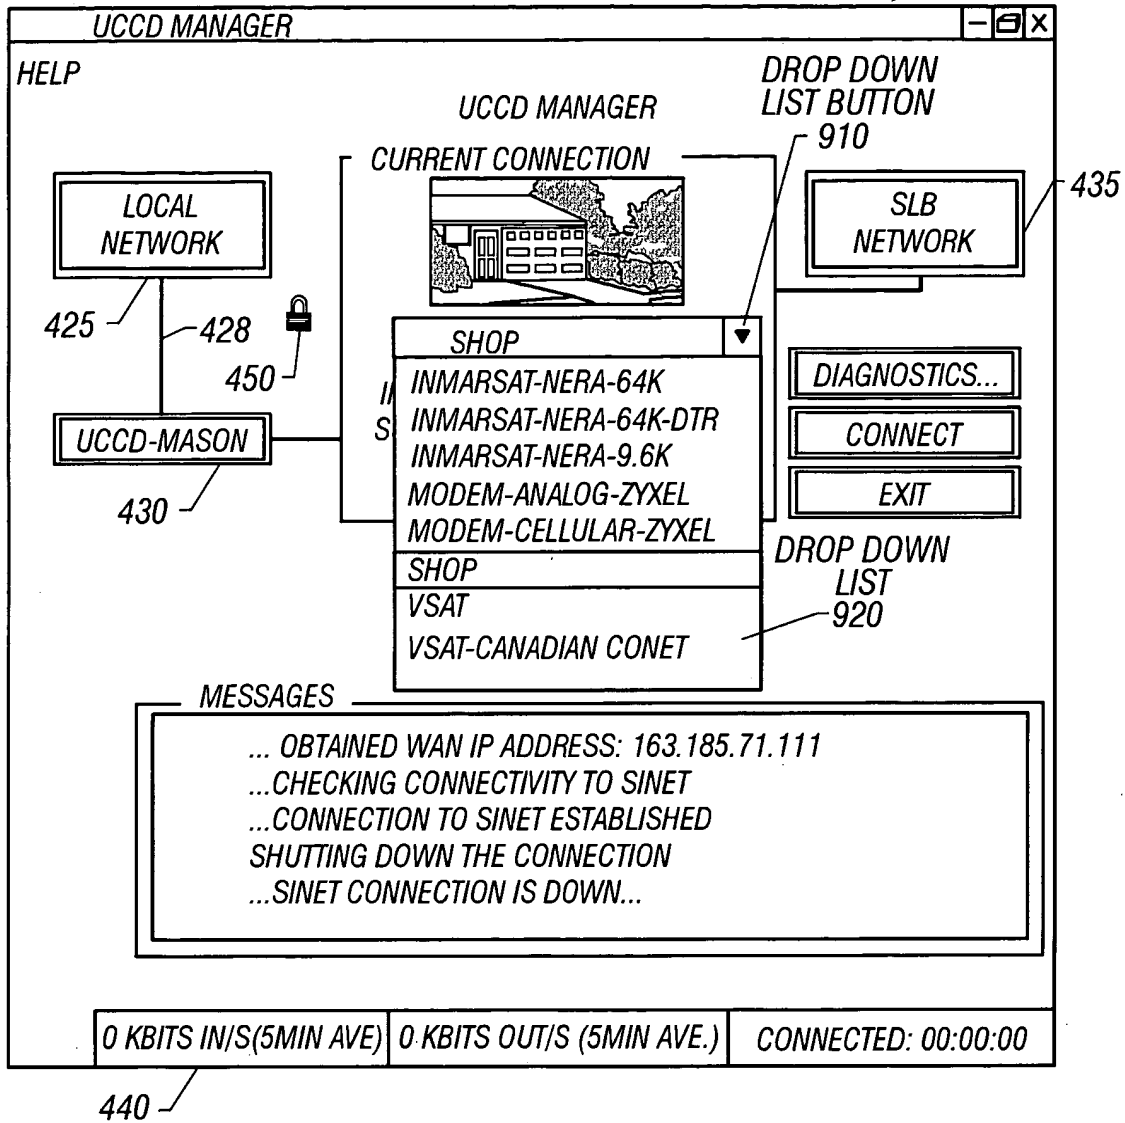 UCCD MANAGER
X
HELP
UCCD MANAGER
DROP DOWN
LIST BUTTON
910
CURRENT CONNECTION
LOCAL
NETWORK
SLB
NETWORK
435
425
428
450
SHOP
INMARSAT-NERA-64K
INMARSAT-NERA-64K-DTR
INMARSAT-NERA-9.6K
MODEM-ANALOG-ZYXEL
MODEM-CELLULAR-ZYXEL
SHOP
VSAT
VSAT-CANADIAN CONET
DIAGNOSTICS...
CONNECT
EXIT
UCCD-MASON
430
DROP DOWN
LIST
920
MESSAGES
... OBTAINED WAN IP ADDRESS: 163.185.71.111
...CHECKING CONNECTIVITY TO SINET
...CONNECTION TO SINET ESTABLISHED
SHUTTING DOWN THE CONNECTION
...SINET CONNECTION IS DOWN...
0 KBITS IN/S(5MIN AVE)
0 KBITS OUT/S (5MIN AVE.)
CONNECTED: 00:00:00
440